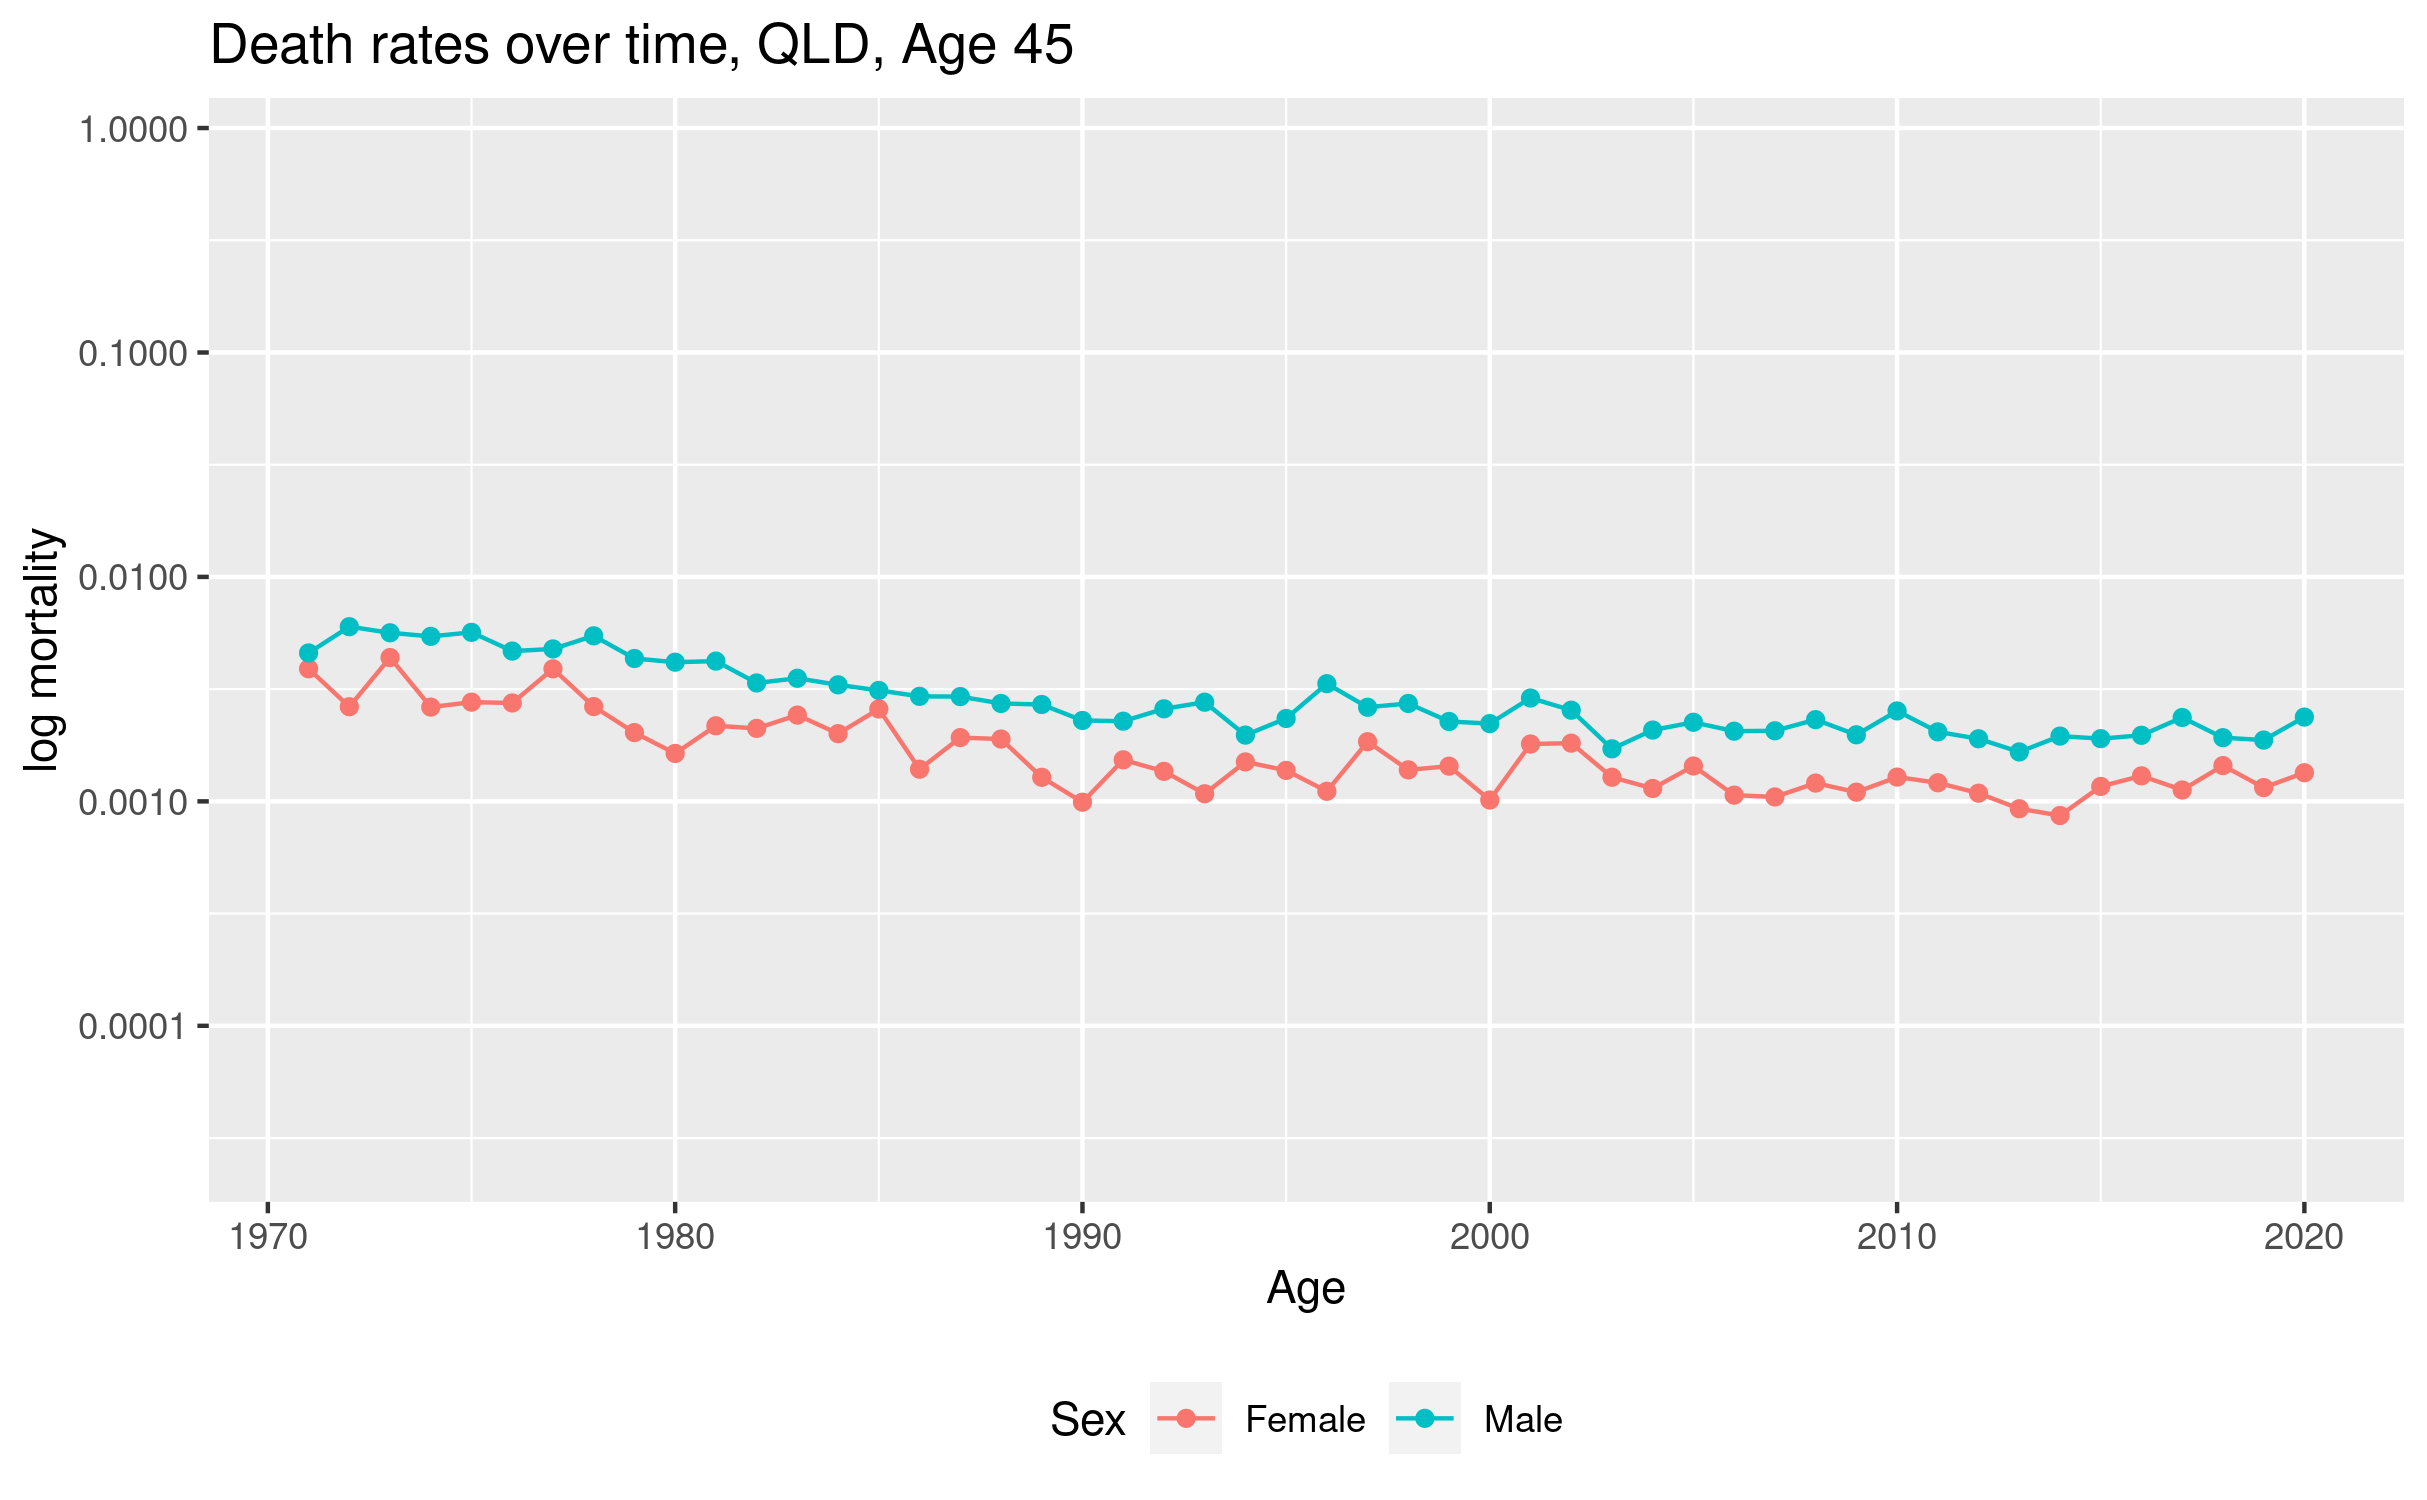 Death rates over time, QLD, Age 45
log mortality
1.0000
0.1000
0.0100
0.0010
0.0001
1970 1980 1990 2000 2010 2020
Age
Sex Female Male